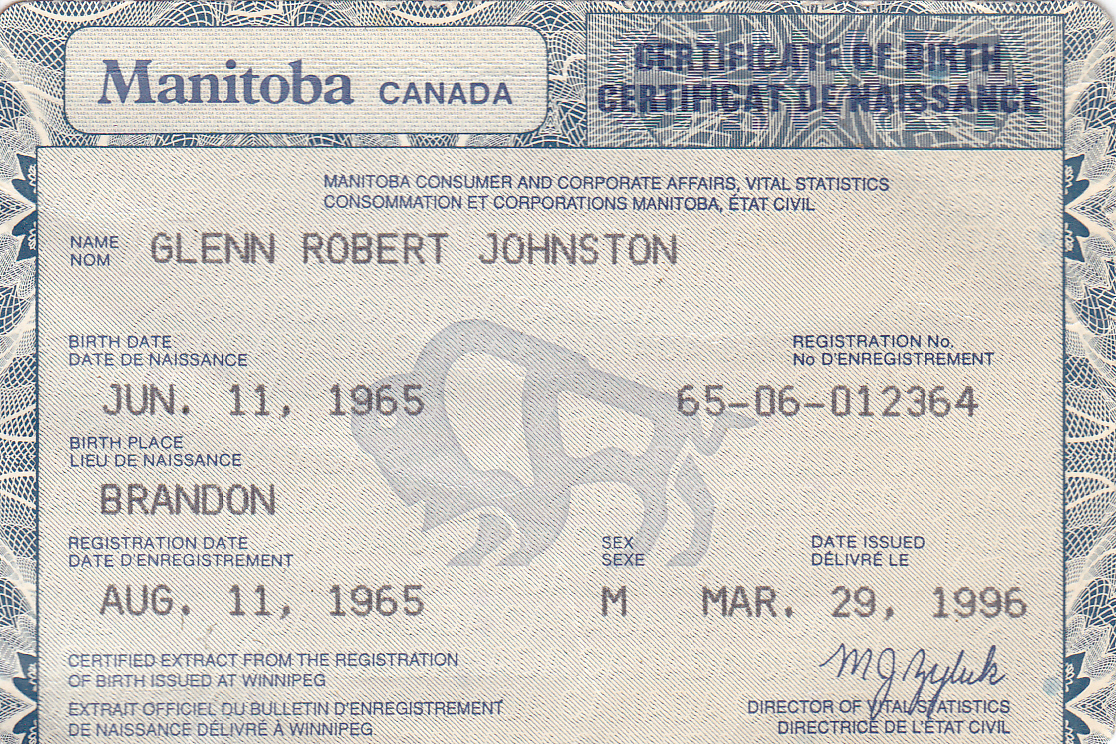 Manitoba CANADA
CERTIFICATE OF BIRTH
CERTIFICAT DE NAISSANCE
MANITOBA CONSUMER AND CORPORATE AFFAIRS, VITAL STATISTICS
CONSOMMATION ET CORPORATIONS MANITOBA, ÉTAT CIVIL
NAME
NOM
GLENN ROBERT JOHNSTON
BIRTH DATE
DATE DE NAISSANCE
REGISTRATION No.
No D'ENREGISTREMENT
JUN. 11, 1965
65-06-012364
BIRTH PLACE
LIEU DE NAISSANCE
BRANDON
REGISTRATION DATE
DATE D'ENREGISTREMENT
SEX
SEXE
DATE ISSUED
DÉLIVRÉ LE
AUG. 11, 1965
M
MAR. 29, 1996
CERTIFIED EXTRACT FROM THE REGISTRATION
OF BIRTH ISSUED AT WINNIPEG
EXTRAIT OFFICIEL DU BULLETIN D'ENREGISTREMENT
DE NAISSANCE DÉLIVRÉ À WINNIPEG
MJ Zyluk
DIRECTOR OF VITAL STATISTICS
DIRECTRICE DE L'ÉTAT CIVIL